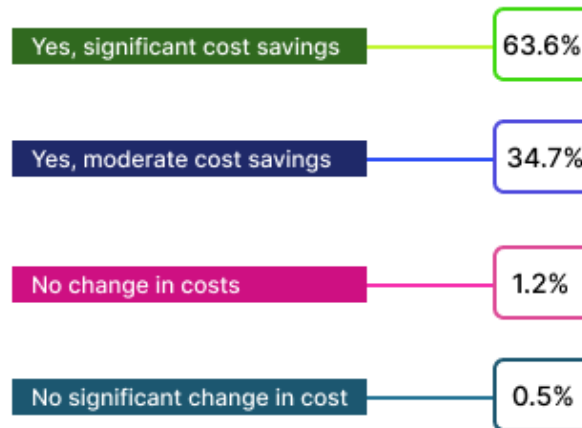 Yes, significant cost savings 63.6%
Yes, moderate cost savings 34.7%
No change in costs 1.2%
No significant change in cost 0.5%